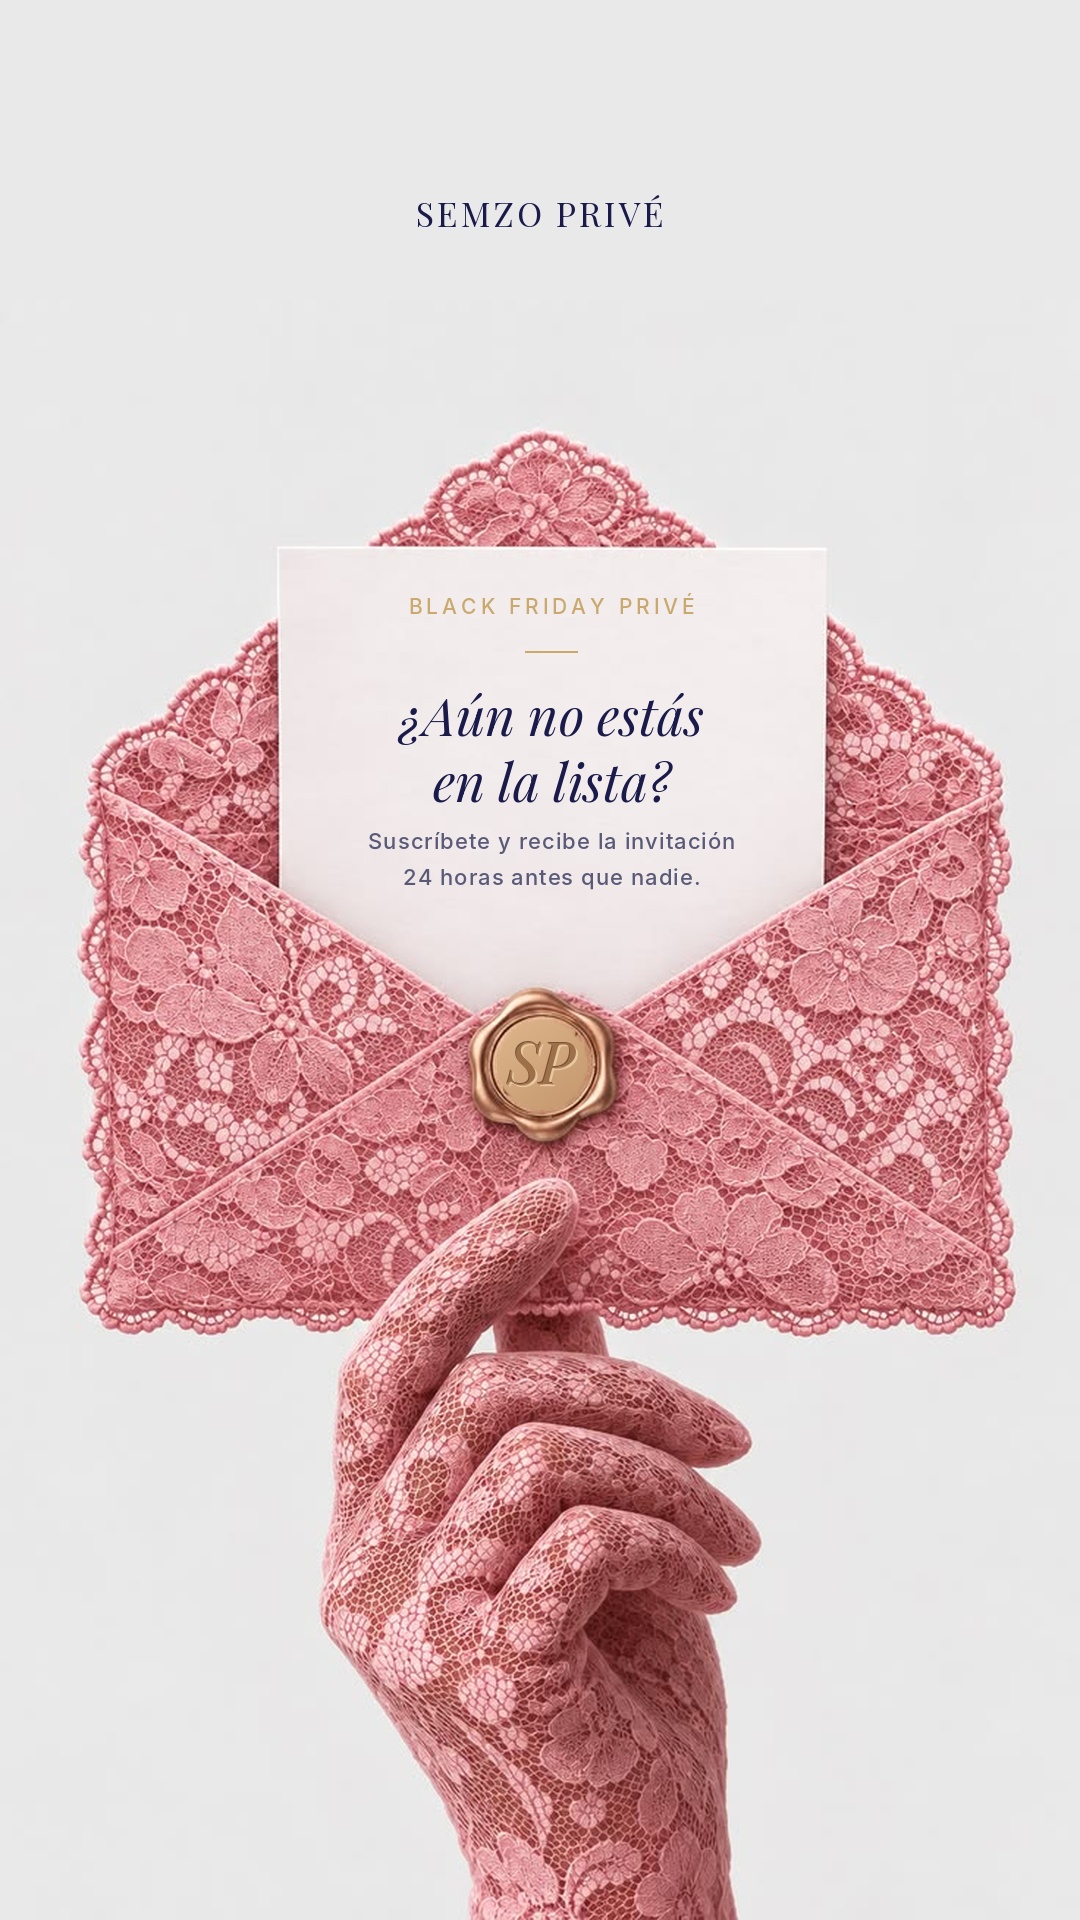 SEMZO PRIVÉ
BLACK FRIDAY PRIVÉ
¿Aún no estás
en la lista?
Suscríbete y recibe la invitación
24 horas antes que nadie.
SP